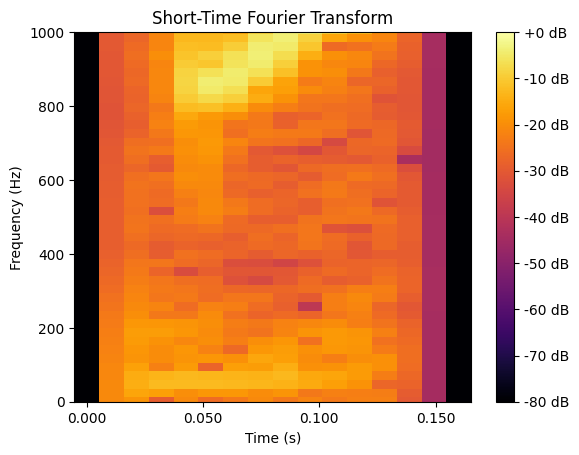 Short-Time Fourier Transform
1000
800
600
400
200
0
Frequency (Hz)
0.000
0.050
0.100
0.150
Time (s)
+0 dB
-10 dB
-20 dB
-30 dB
-40 dB
-50 dB
-60 dB
-70 dB
-80 dB